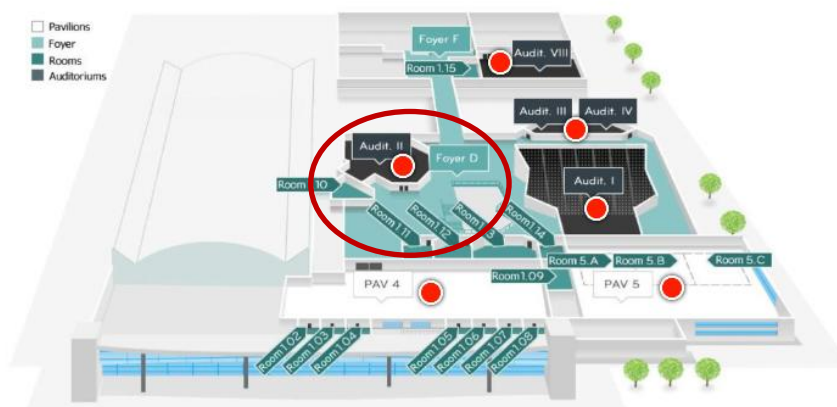 Pavilions
Foyer
Rooms
Auditoriums
Foyer F
Room 1.15
Audit. VIII
Audit. III
Audit. IV
Audit. II
Foyer D
Audit. I
Room 1.10
Room 1.11
Room 1.12
Room 1.13
Room 1.14
Room 5.A
Room 5.B
Room 5.C
Room 1.09
PAV 4
PAV 5
Room 1.02
Room 1.03
Room 1.04
Room 1.05
Room 1.06
Room 1.07
Room 1.08